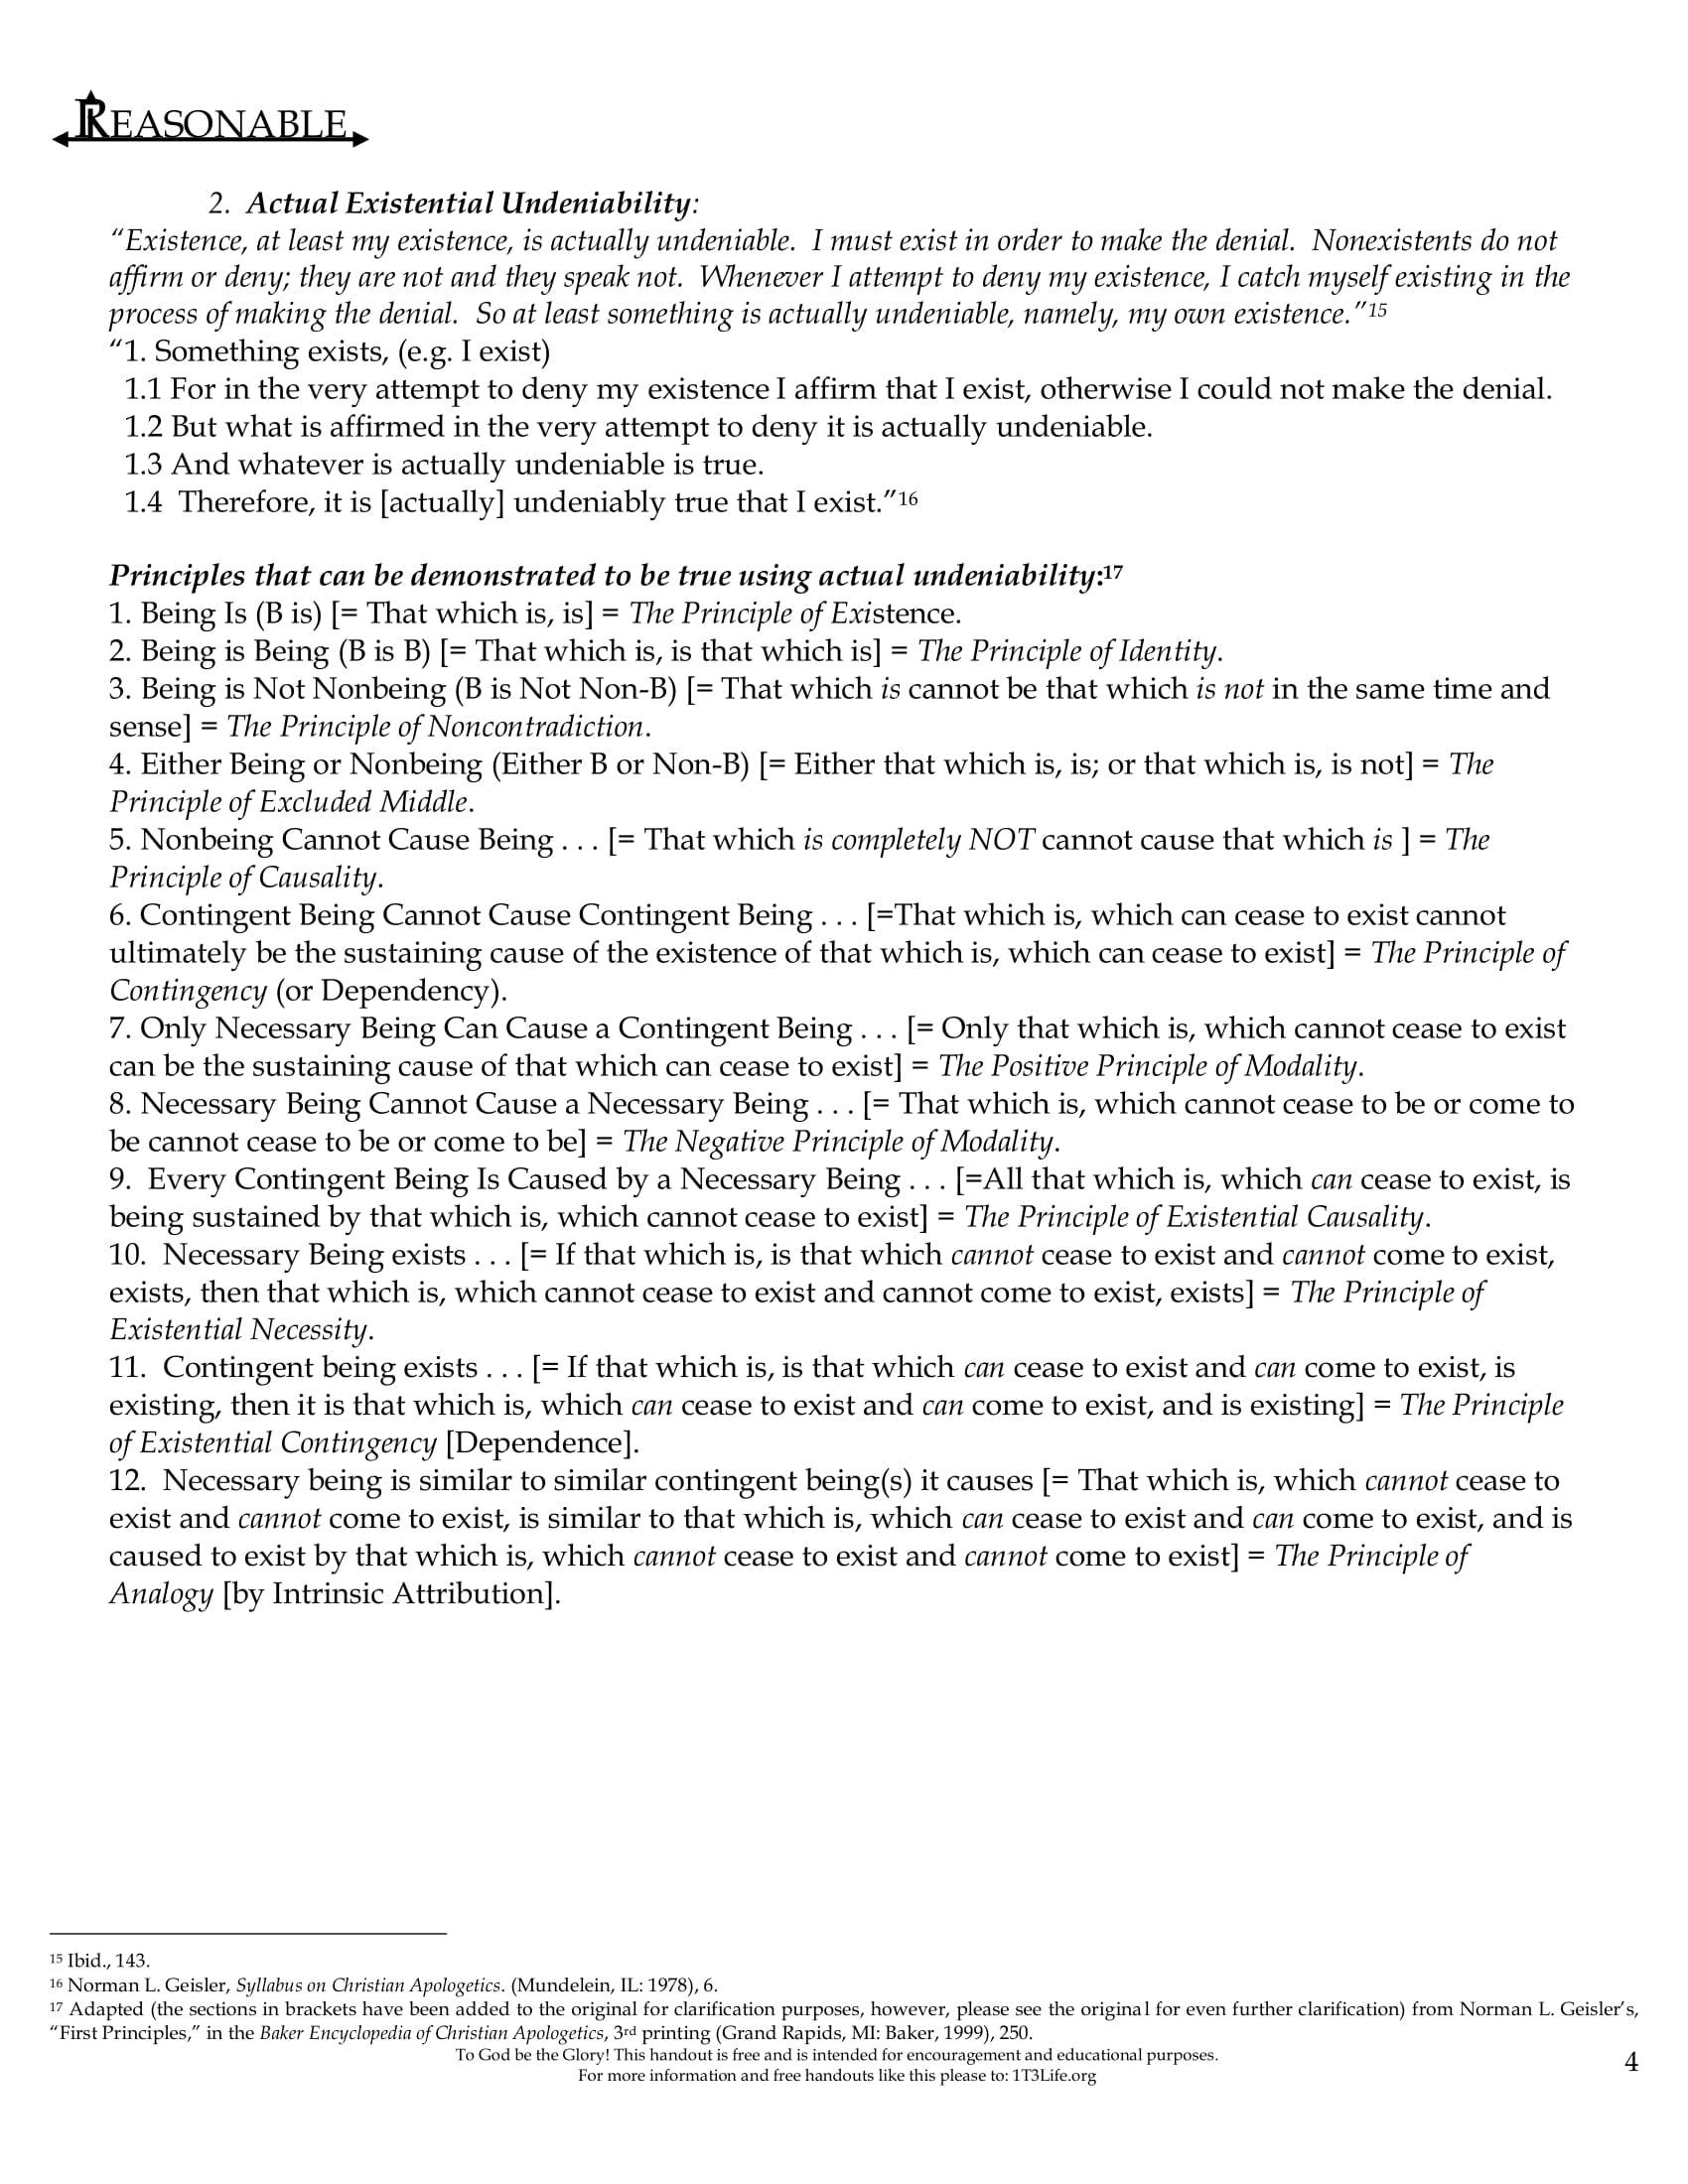 REASONABLE
2. Actual Existential Undeniability:
“Existence, at least my existence, is actually undeniable. I must exist in order to make the denial. Nonexistents do not
affirm or deny; they are not and they speak not. Whenever I attempt to deny my existence, I catch myself existing in the
process of making the denial. So at least something is actually undeniable, namely, my own existence.”15
“1. Something exists, (e.g. I exist)
1.1 For in the very attempt to deny my existence I affirm that I exist, otherwise I could not make the denial.
1.2 But what is affirmed in the very attempt to deny it is actually undeniable.
1.3 And whatever is actually undeniable is true.
1.4 Therefore, it is [actually] undeniably true that I exist.”16
Principles that can be demonstrated to be true using actual undeniability:17
1. Being Is (B is) [= That which is, is] = The Principle of Existence.
2. Being is Being (B is B) [= That which is, is that which is] = The Principle of Identity.
3. Being is Not Nonbeing (B is Not Non-B) [= That which is cannot be that which is not in the same time and
sense] = The Principle of Noncontradiction.
4. Either Being or Nonbeing (Either B or Non-B) [= Either that which is, is; or that which is, is not] = The
Principle of Excluded Middle.
5. Nonbeing Cannot Cause Being . . . [= That which is completely NOT cannot cause that which is ] = The
Principle of Causality.
6. Contingent Being Cannot Cause Contingent Being . . . [=That which is, which can cease to exist cannot
ultimately be the sustaining cause of the existence of that which is, which can cease to exist] = The Principle of
Contingency (or Dependency).
7. Only Necessary Being Can Cause a Contingent Being . . . [= Only that which is, which cannot cease to exist
can be the sustaining cause of that which can cease to exist] = The Positive Principle of Modality.
8. Necessary Being Cannot Cause a Necessary Being . . . [= That which is, which cannot cease to be or come to
be cannot cease to be or come to be] = The Negative Principle of Modality.
9. Every Contingent Being Is Caused by a Necessary Being . . . [=All that which is, which can cease to exist, is
being sustained by that which is, which cannot cease to exist] = The Principle of Existential Causality.
10. Necessary Being exists . . . [= If that which is, is that which cannot cease to exist and cannot come to exist,
exists, then that which is, which cannot cease to exist and cannot come to exist, exists] = The Principle of
Existential Necessity.
11. Contingent being exists . . . [= If that which is, is that which can cease to exist and can come to exist, is
existing, then it is that which is, which can cease to exist and can come to exist, and is existing] = The Principle
of Existential Contingency [Dependence].
12. Necessary being is similar to similar contingent being(s) it causes [= That which is, which cannot cease to
exist and cannot come to exist, is similar to that which is, which can cease to exist and can come to exist, and is
caused to exist by that which is, which cannot cease to exist and cannot come to exist] = The Principle of
Analogy [by Intrinsic Attribution].
15 Ibid., 143.
16 Norman L. Geisler, Syllabus on Christian Apologetics. (Mundelein, IL: 1978), 6.
17 Adapted (the sections in brackets have been added to the original for clarification purposes, however, please see the original for even further clarification) from Norman L. Geisler’s,
“First Principles,” in the Baker Encyclopedia of Christian Apologetics, 3rd printing (Grand Rapids, MI: Baker, 1999), 250.
To God be the Glory! This handout is free and is intended for encouragement and educational purposes.
For more information and free handouts like this please to: 1T3Life.org
4